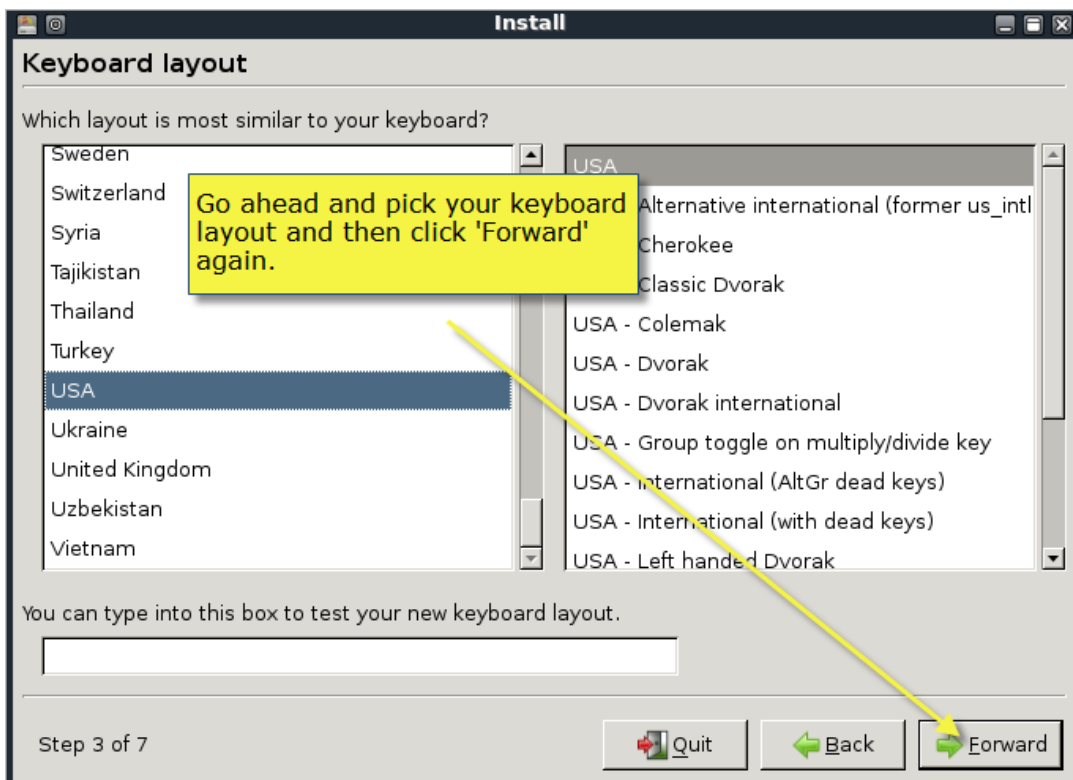 Install
Keyboard layout
Which layout is most similar to your keyboard?
Sweden
Switzerland
Syria
Tajikistan
Thailand
Turkey
USA
Ukraine
United Kingdom
Uzbekistan
Vietnam
Go ahead and pick your keyboard
layout and then click 'Forward'
again.
USA
Alternative international (former us_intl
Cherokee
Classic Dvorak
USA - Colemak
USA - Dvorak
USA - Dvorak international
USA - Group toggle on multiply/divide key
USA - International (AltGr dead keys)
USA - International (with dead keys)
USA - Left handed Dvorak
You can type into this box to test your new keyboard layout.
Step 3 of 7
Quit
Back
Forward